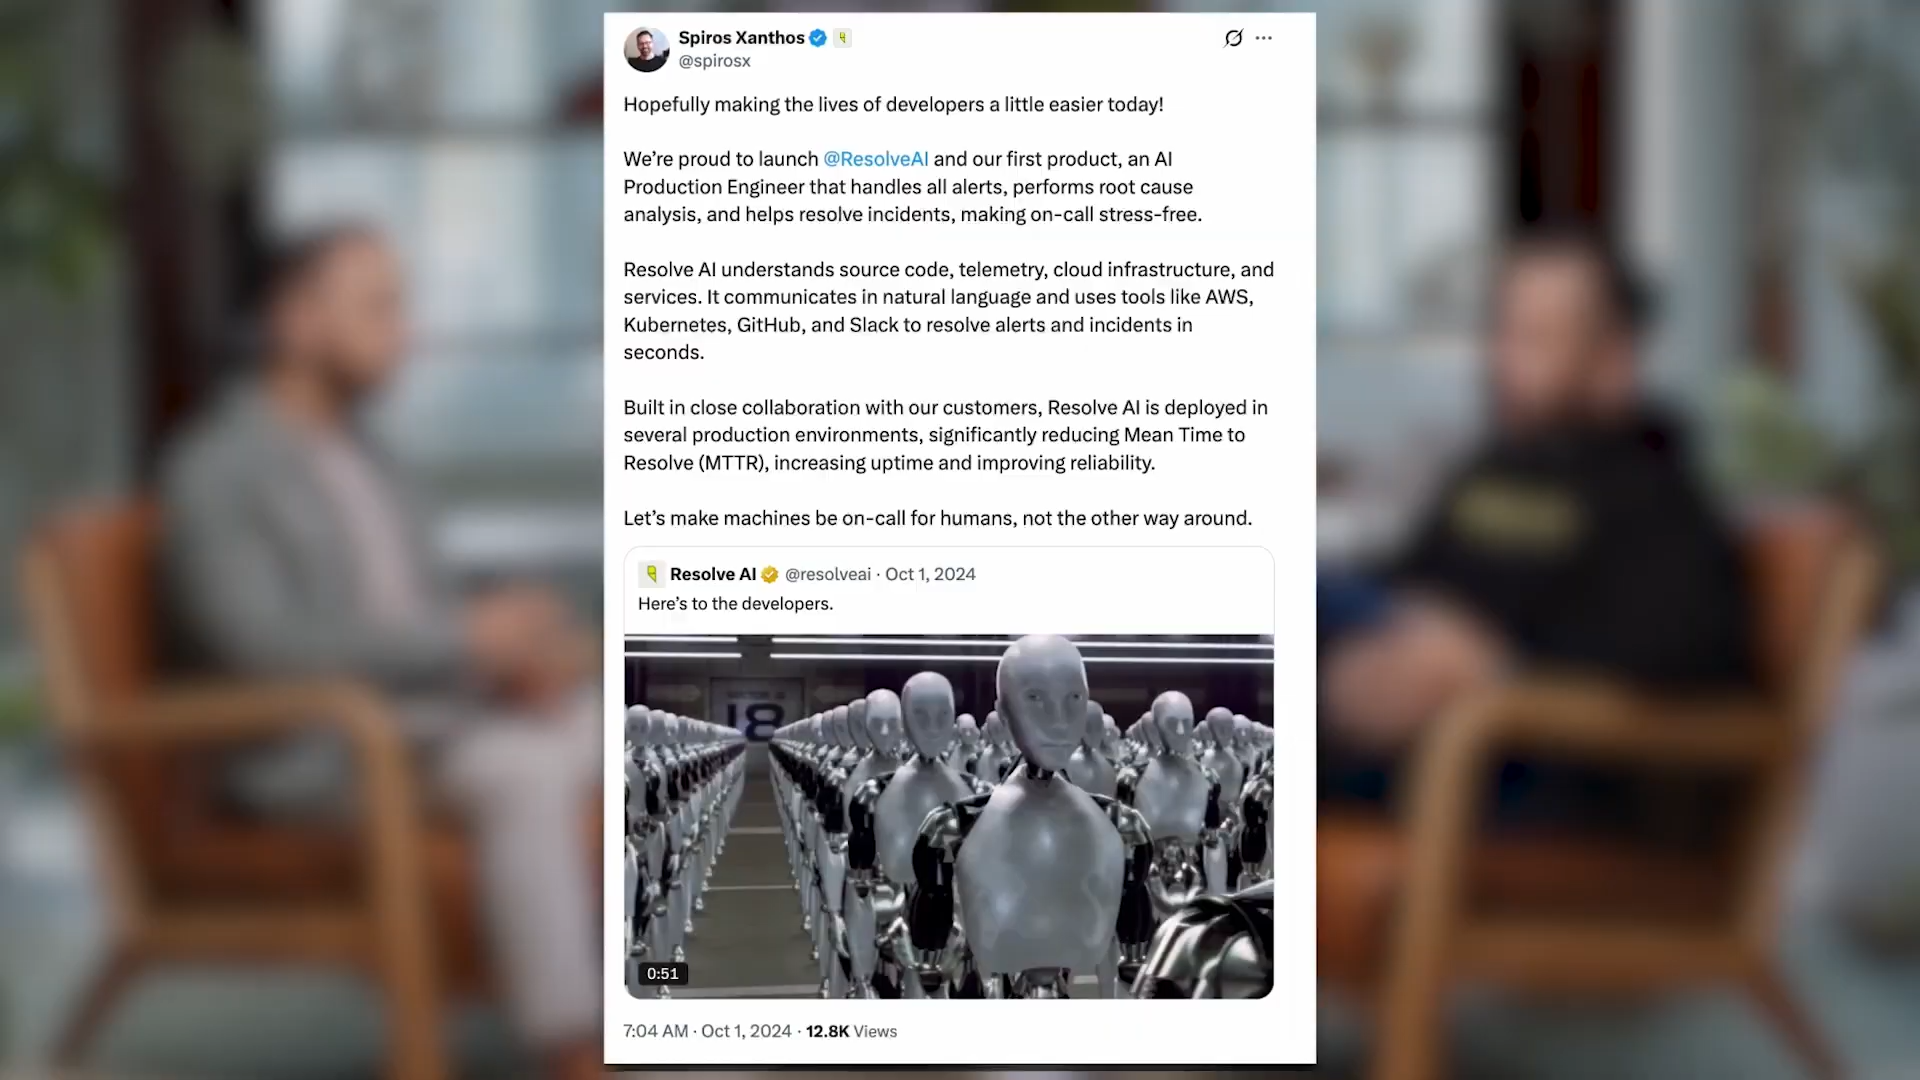 Spiros Xanthos
@spirosx
Hopefully making the lives of developers a little easier today!
We’re proud to launch @ResolveAI and our first product, an AI
Production Engineer that handles all alerts, performs root cause
analysis, and helps resolve incidents, making on-call stress-free.
Resolve AI understands source code, telemetry, cloud infrastructure, and
services. It communicates in natural language and uses tools like AWS,
Kubernetes, GitHub, and Slack to resolve alerts and incidents in
seconds.
Built in close collaboration with our customers, Resolve AI is deployed in
several production environments, significantly reducing Mean Time to
Resolve (MTTR), increasing uptime and improving reliability.
Let’s make machines be on-call for humans, not the other way around.
Resolve AI @resolveai · Oct 1, 2024
Here’s to the developers.
18
0:51
7:04 AM · Oct 1, 2024 · 12.8K Views